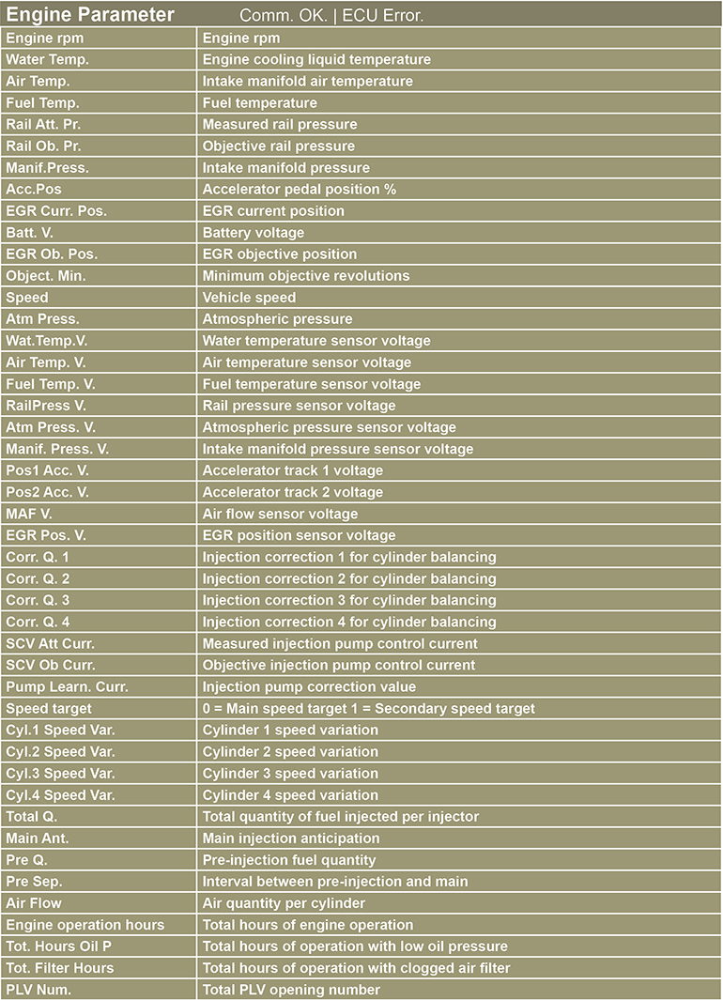 Engine Parameter Comm. OK. | ECU Error.
Engine rpm Engine rpm
Water Temp. Engine cooling liquid temperature
Air Temp. Intake manifold air temperature
Fuel Temp. Fuel temperature
Rail Att. Pr. Measured rail pressure
Rail Ob. Pr. Objective rail pressure
Manif.Press. Intake manifold pressure
Acc.Pos Accelerator pedal position %
EGR Curr. Pos. EGR current position
Batt. V. Battery voltage
EGR Ob. Pos. EGR objective position
Object. Min. Minimum objective revolutions
Speed Vehicle speed
Atm Press. Atmospheric pressure
Wat.Temp.V. Water temperature sensor voltage
Air Temp. V. Air temperature sensor voltage
Fuel Temp. V. Fuel temperature sensor voltage
RailPress V. Rail pressure sensor voltage
Atm Press. V. Atmospheric pressure sensor voltage
Manif. Press. V. Intake manifold pressure sensor voltage
Pos1 Acc. V. Accelerator track 1 voltage
Pos2 Acc. V. Accelerator track 2 voltage
MAF V. Air flow sensor voltage
EGR Pos. V. EGR position sensor voltage
Corr. Q. 1 Injection correction 1 for cylinder balancing
Corr. Q. 2 Injection correction 2 for cylinder balancing
Corr. Q. 3 Injection correction 3 for cylinder balancing
Corr. Q. 4 Injection correction 4 for cylinder balancing
SCV Att Curr. Measured injection pump control current
SCV Ob Curr. Objective injection pump control current
Pump Learn. Curr. Injection pump correction value
Speed target 0 = Main speed target 1 = Secondary speed target
Cyl.1 Speed Var. Cylinder 1 speed variation
Cyl.2 Speed Var. Cylinder 2 speed variation
Cyl.3 Speed Var. Cylinder 3 speed variation
Cyl.4 Speed Var. Cylinder 4 speed variation
Total Q. Total quantity of fuel injected per injector
Main Ant. Main injection anticipation
Pre Q. Pre-injection fuel quantity
Pre Sep. Interval between pre-injection and main
Air Flow Air quantity per cylinder
Engine operation hours Total hours of engine operation
Tot. Hours Oil P Total hours of operation with low oil pressure
Tot. Filter Hours Total hours of operation with clogged air filter
PLV Num. Total PLV opening number